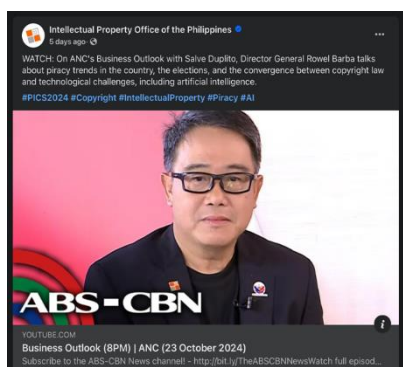 Intellectual Property Office of the Philippines
5 days ago ·
WATCH: On ANC's Business Outlook with Salve Duplito, Director General Rowel Barba talks
about piracy trends in the country, the elections, and the convergence between copyright law
and technological challenges, including artificial intelligence.
#PICS2024 #Copyright #IntellectualProperty #Piracy #AI
ABS-CBN
YOUTUBE.COM
Business Outlook (8PM) | ANC (23 October 2024)
Subscribe to the ABS-CBN News channel! - http://bit.ly/TheABSCBNNewsWatch full episod...